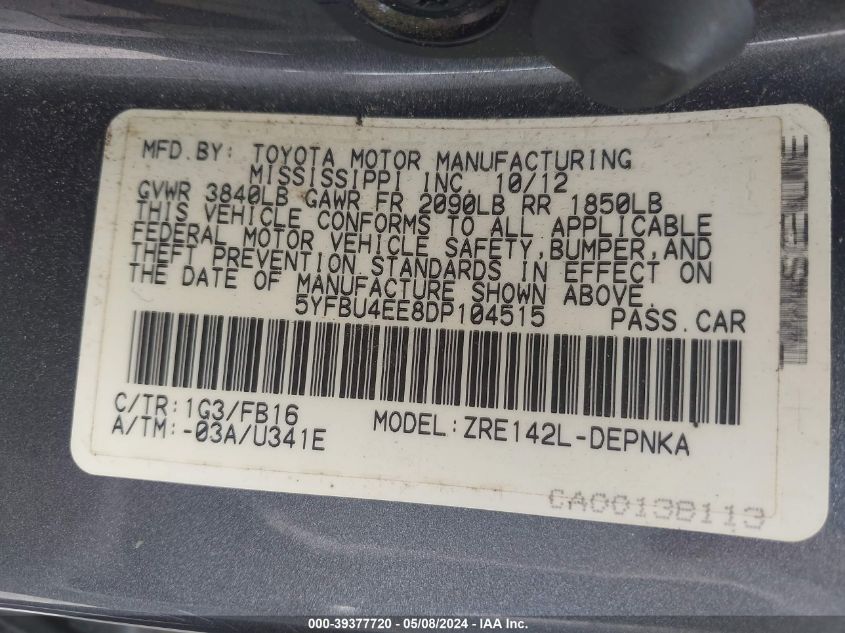 MFD.BY: TOYOTA MOTOR MANUFACTURING
MISSISSIPPI INC. 10/12
GVWR 3840LB GAWR FR 2090LB RR 1850LB
THIS VEHICLE CONFORMS TO ALL APPLICABLE
FEDERAL MOTOR VEHICLE SAFETY,BUMPER,AND
THEFT PREVENTION STANDARDS IN EFFECT ON
THE DATE OF MANUFACTURE SHOWN ABOVE.
5YFBU4EE8DP104515 PASS.CAR
C/TR:1G3/FB16 MODEL:ZRE142L-DEPNKA
A/TM:-03A/U341E
CA00138113
000-39377720 - 05/08/2024 - IAA Inc.